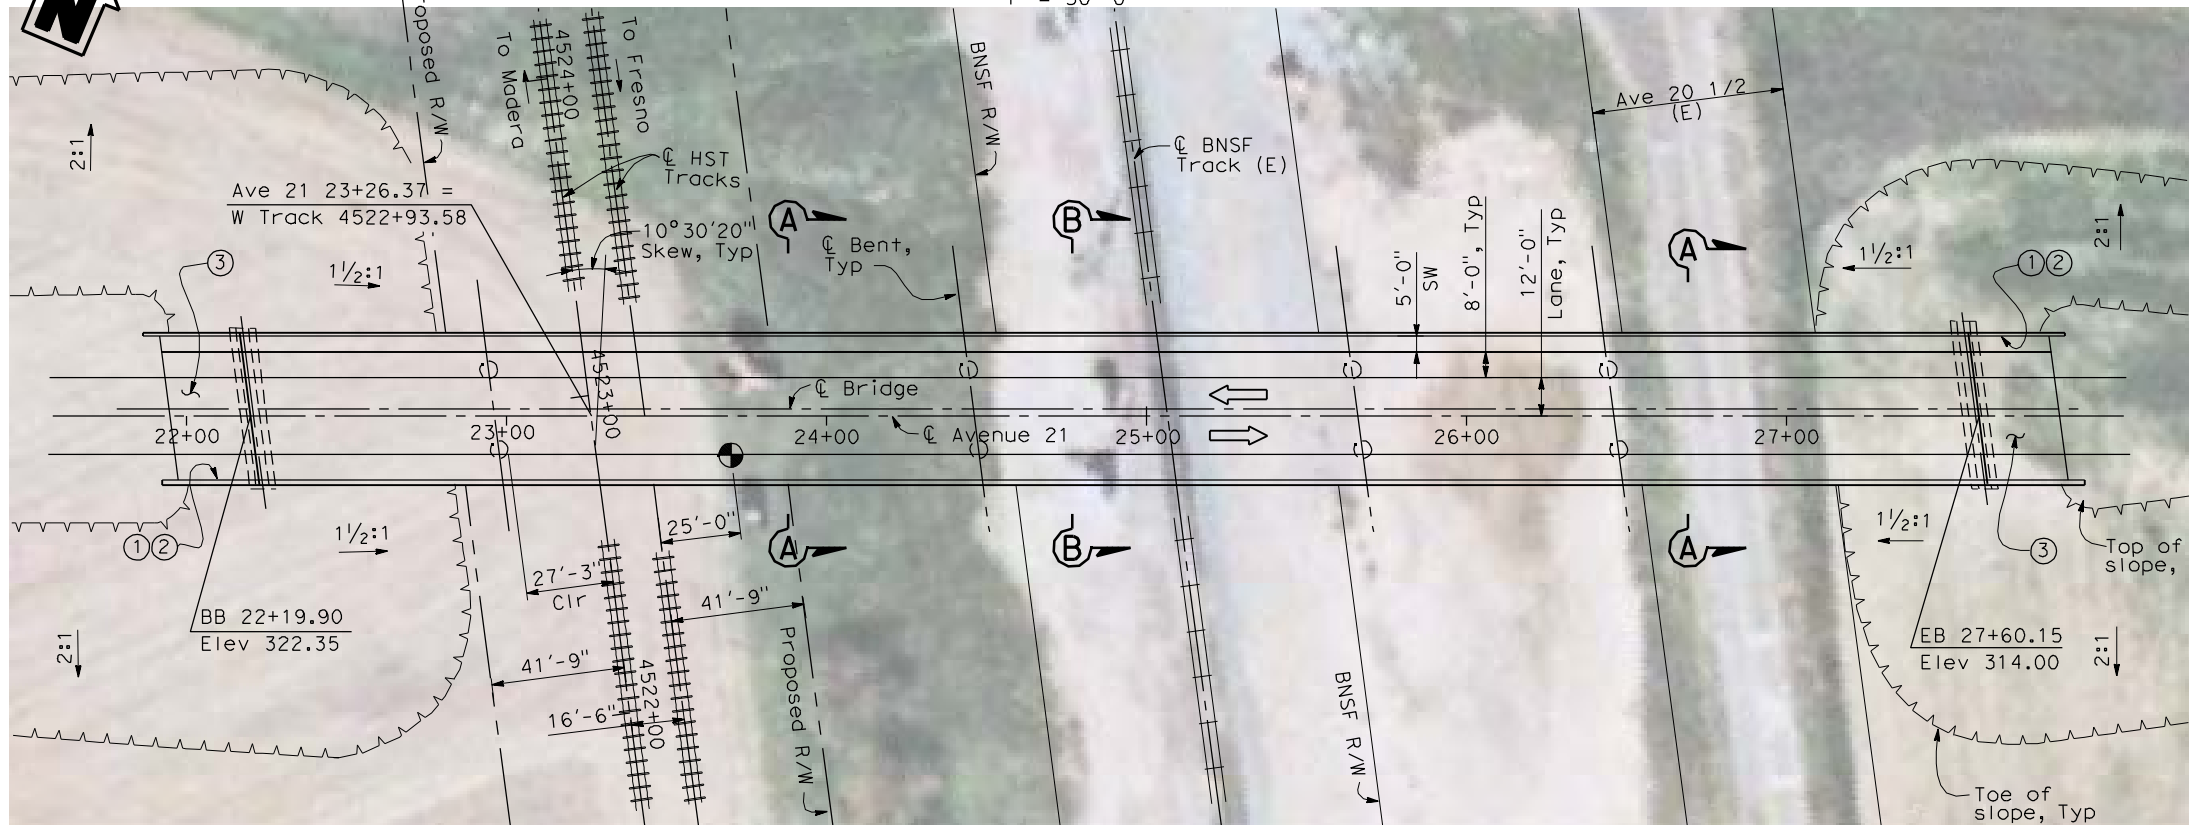 N
1" = 50'-0"
Proposed R/W
To Madera
4524+00
To Fresno
BNSF R/W
℄ BNSF
Track (E)
Ave 20 1/2
(E)
2:1
℄ HST
Tracks
Ave 21 23+26.37 =
W Track 4522+93.58
10°30'20"
Skew, Typ
A
℄ Bent,
Typ
B
5'-0"
SW
8'-0", Typ
12'-0"
Lane, Typ
A
2:1
3
1½:1
1½:1
1 2
4523+00
℄ Bridge
℄ Avenue 21
22+00
23+00
24+00
25+00
26+00
27+00
1 2
1½:1
25'-0"
A
B
A
1½:1
3
Top of
slope,
27'-3"
Clr
41'-9"
BB 22+19.90
Elev 322.35
EB 27+60.15
Elev 314.00
2:1
2:1
41'-9"
16'-6"
4522+00
Proposed R/W
BNSF R/W
Toe of
slope, Typ